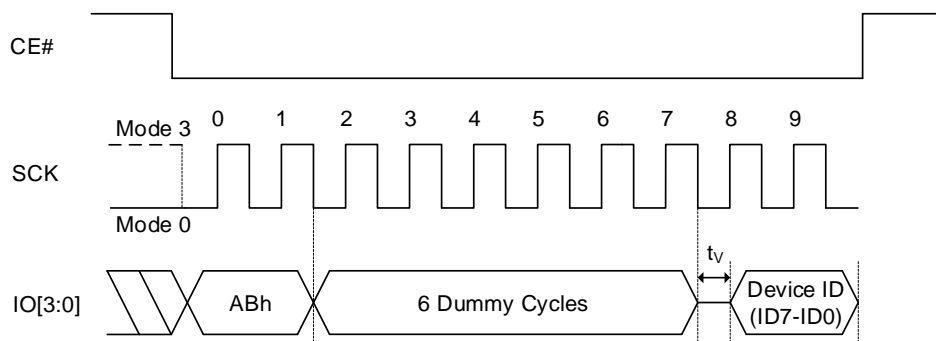 CE#
Mode 3
0 1 2 3 4 5 6 7 8 9
SCK
Mode 0
tV
IO[3:0]
ABh
6 Dummy Cycles
Device ID
(ID7-ID0)